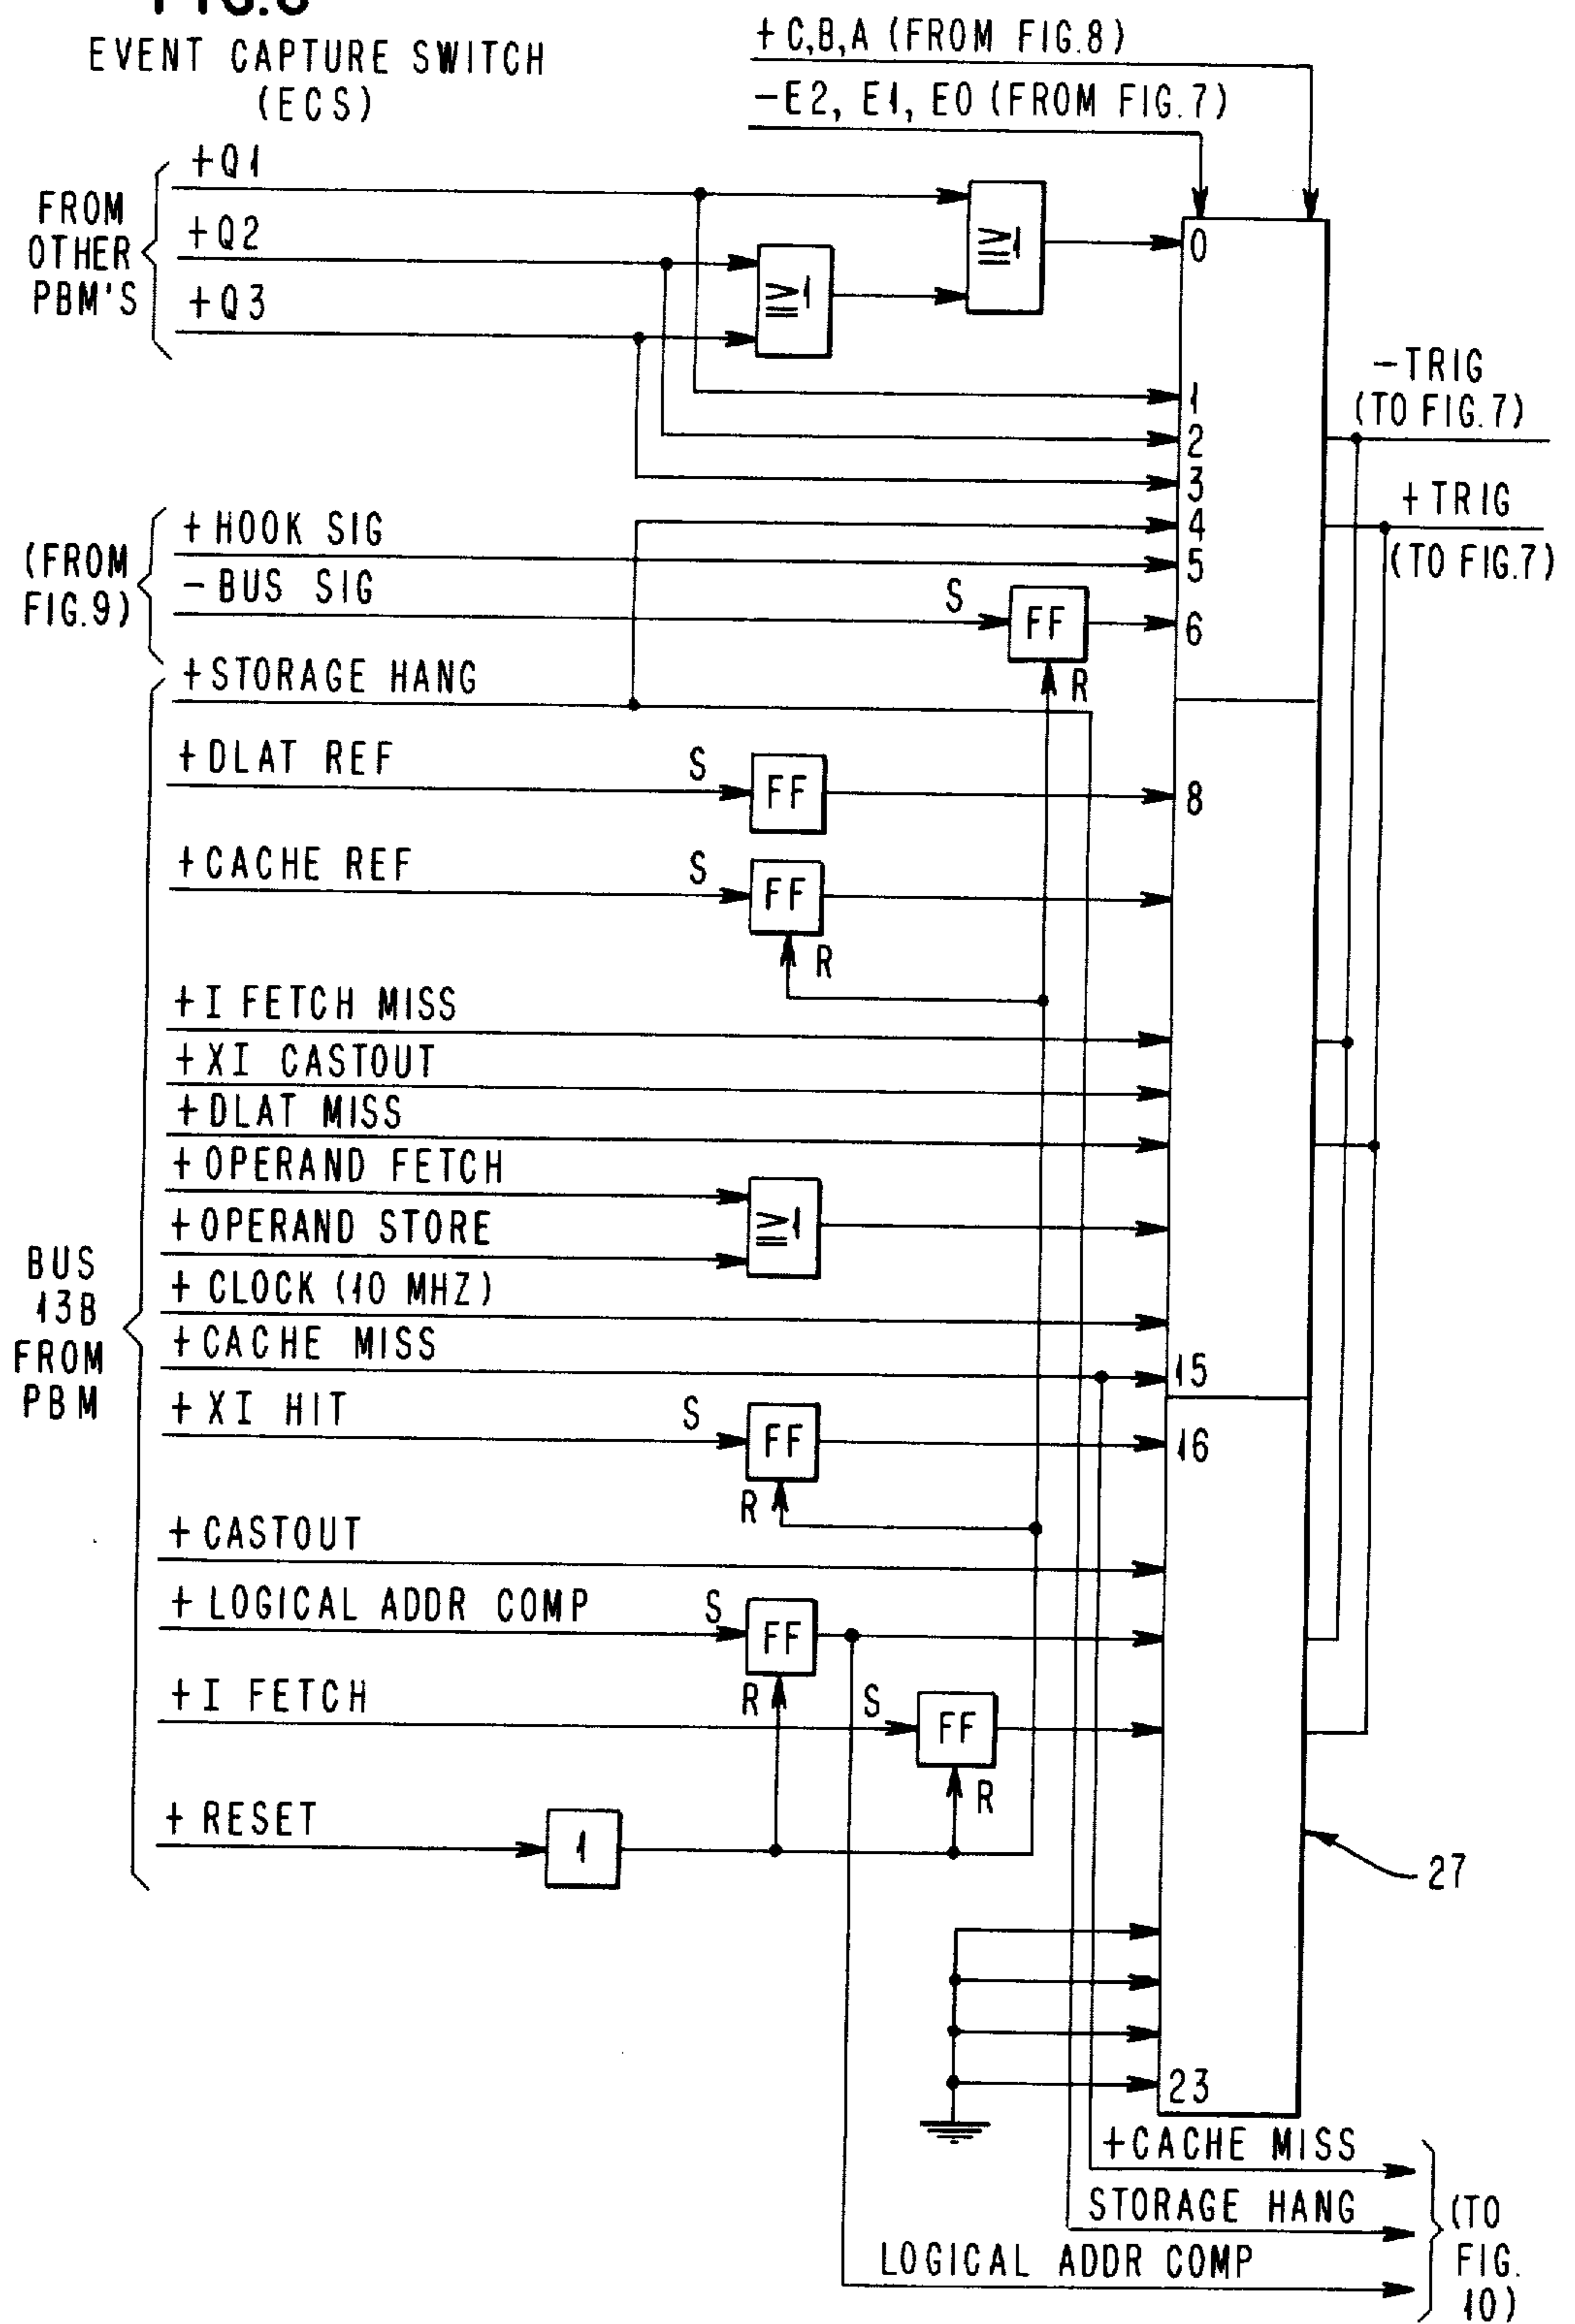 FIG.6
EVENT CAPTURE SWITCH
(ECS)
+C,B,A (FROM FIG.8)
-E2, E1, E0 (FROM FIG.7)
FROM
OTHER
PBM'S
+Q1
+Q2
+Q3
≥1
≥1
0
1
2
3
4
5
6
-TRIG
(TO FIG.7)
+TRIG
(TO FIG.7)
(FROM
FIG.9)
+HOOK SIG
-BUS SIG
S
FF
R
BUS
13B
FROM
PBM
+STORAGE HANG
+DLAT REF
S
FF
8
+CACHE REF
S
FF
R
+I FETCH MISS
+XI CASTOUT
+DLAT MISS
+OPERAND FETCH
+OPERAND STORE
≥1
+CLOCK (10 MHZ)
+CACHE MISS
15
+XI HIT
S
FF
R
16
+CASTOUT
+LOGICAL ADDR COMP
S
FF
R
+I FETCH
S
FF
R
+RESET
1
27
23
+CACHE MISS
STORAGE HANG
LOGICAL ADDR COMP
(TO
FIG.
10)